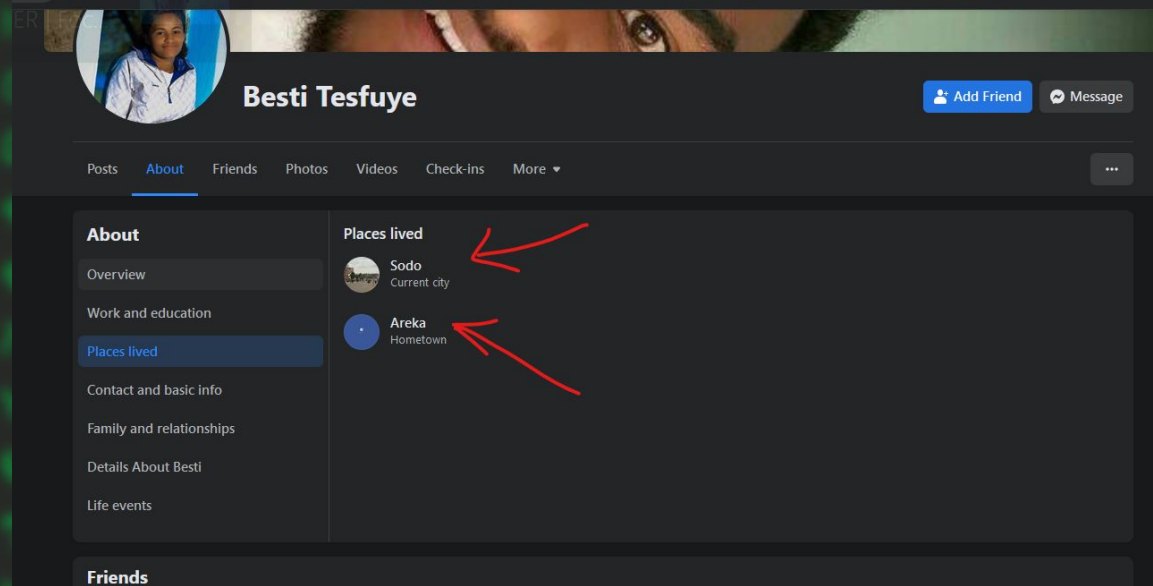 ER | F
Besti Tesfuye
Add Friend
Message
Posts About Friends Photos Videos Check-ins More
About
Overview
Work and education
Places lived
Contact and basic info
Family and relationships
Details About Besti
Life events
Places lived
Sodo
Current city
Areka
Hometown
Friends